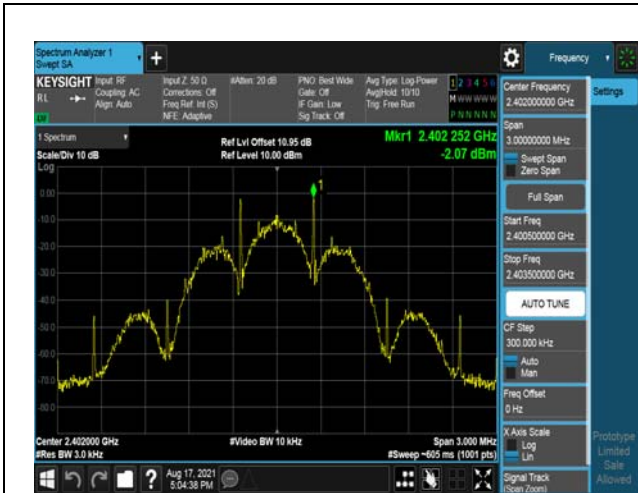 Spectrum Analyzer 1
Swept SA
+
Frequency
KEYSIGHT
RL
Input: RF
Coupling: AC
Align: Auto
Input Z: 50 Ω
Corrections: Off
Freq Ref: Int (S)
NFE: Adaptive
#Atten: 20 dB
PNO: Best Wide
Gate: Off
IF Gain: Low
Sig Track: Off
Avg Type: Log-Power
Avg|Hold: 10/10
Trig: Free Run
1 2 3 4 5 6
M W W W W W
P N N N N N
LV
1 Spectrum
Scale/Div 10 dB
Log
Ref Lvl Offset 10.95 dB
Ref Level 10.00 dBm
Mkr1 2.402 252 GHz
-2.07 dBm
1
0.00
-10.0
-20.0
-30.0
-40.0
-50.0
-60.0
-70.0
-80.0
Center 2.402000 GHz
#Res BW 3.0 kHz
#Video BW 10 kHz
Span 3.000 MHz
#Sweep ~605 ms (1001 pts)
Center Frequency
2.402000000 GHz
Settings
Span
3.00000000 MHz
Swept Span
Zero Span
Full Span
Start Freq
2.400500000 GHz
Stop Freq
2.403500000 GHz
AUTO TUNE
CF Step
300.000 kHz
Auto
Man
Freq Offset
0 Hz
X Axis Scale
Log
Lin
Signal Track
(Span Zoom)
Prototype
Limited
Sale
Allowed
?
Aug 17, 2021
5:04:38 PM